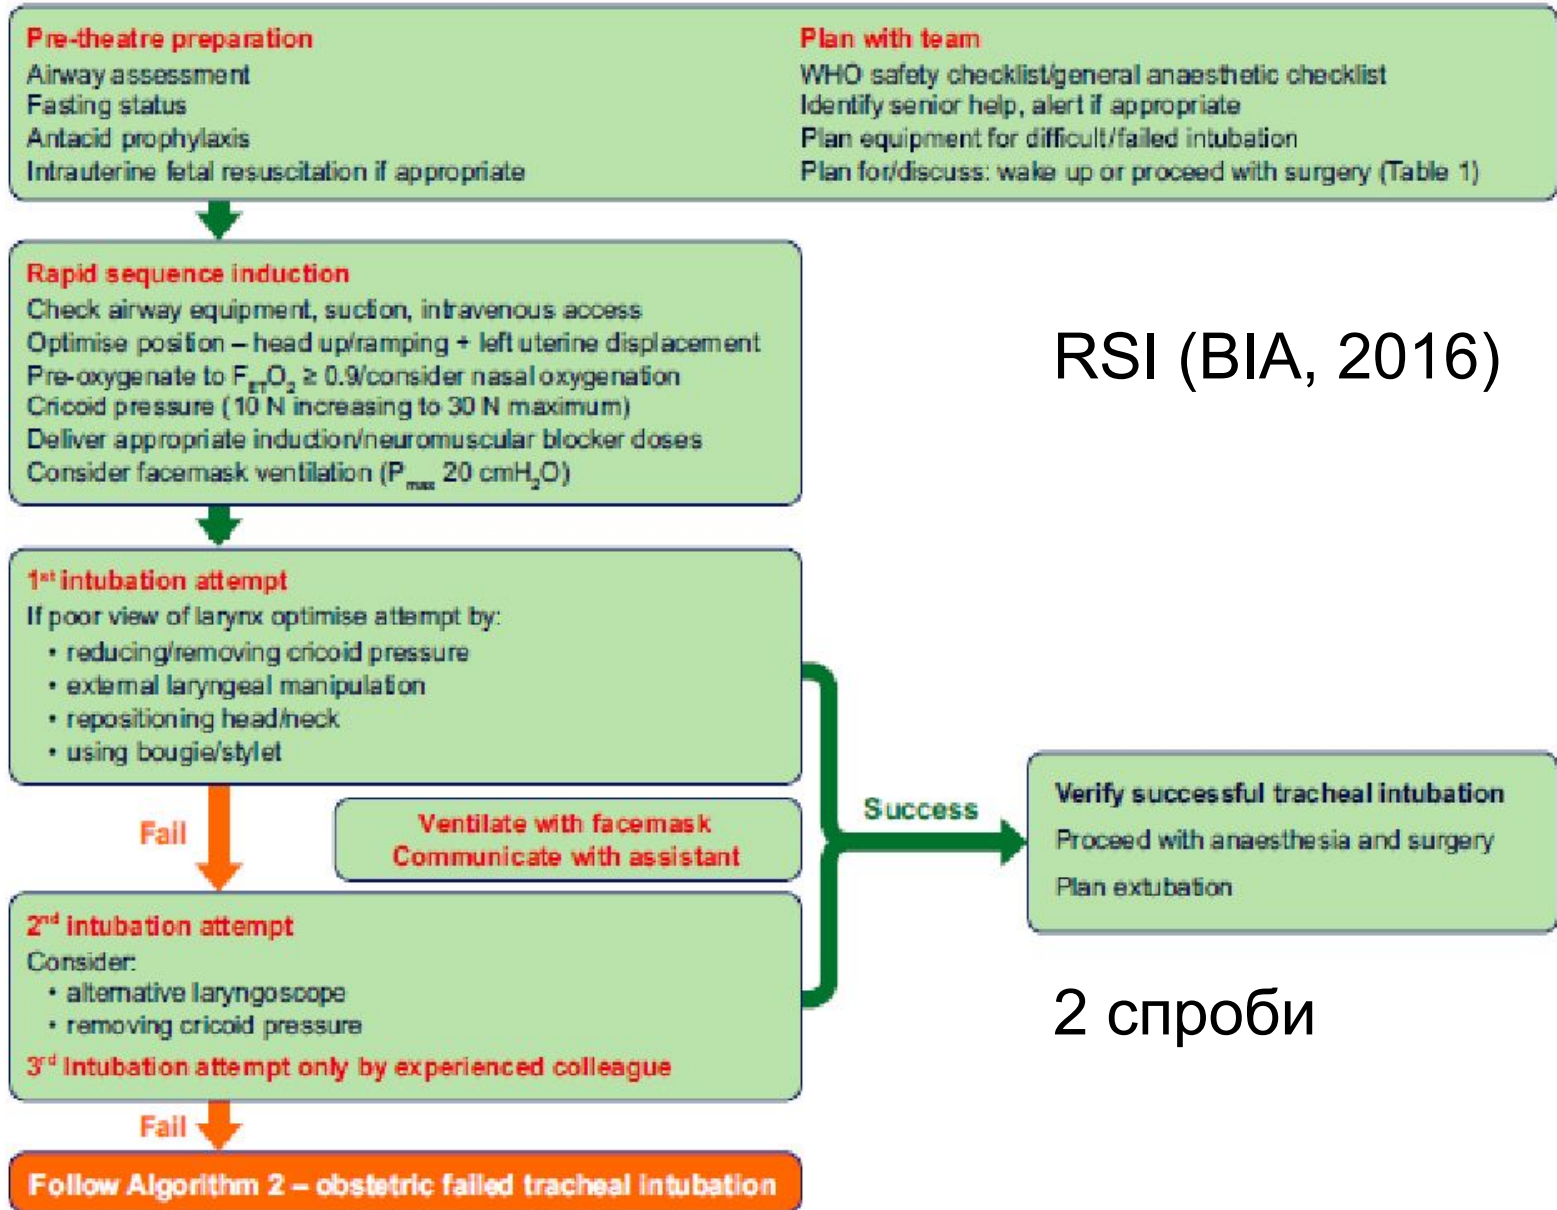 Pre-theatre preparation
Airway assessment
Fasting status
Antacid prophylaxis
Intrauterine fetal resuscitation if appropriate
Plan with team
WHO safety checklist/general anaesthetic checklist
Identify senior help, alert if appropriate
Plan equipment for difficult/failed intubation
Plan for/discuss: wake up or proceed with surgery (Table 1)
Rapid sequence induction
Check airway equipment, suction, intravenous access
Optimise position – head up/ramping + left uterine displacement
Pre-oxygenate to FETO2 ≥ 0.9/consider nasal oxygenation
Cricoid pressure (10 N increasing to 30 N maximum)
Deliver appropriate induction/neuromuscular blocker doses
Consider facemask ventilation (Pmax 20 cmH2O)
RSI (BIA, 2016)
1st intubation attempt
If poor view of larynx optimise attempt by:
• reducing/removing cricoid pressure
• external laryngeal manipulation
• repositioning head/neck
• using bougie/stylet
Fail
Ventilate with facemask
Communicate with assistant
Success
Verify successful tracheal intubation
Proceed with anaesthesia and surgery
Plan extubation
2nd intubation attempt
Consider:
• alternative laryngoscope
• removing cricoid pressure
3rd Intubation attempt only by experienced colleague
2 спроби
Fail
Follow Algorithm 2 – obstetric failed tracheal intubation